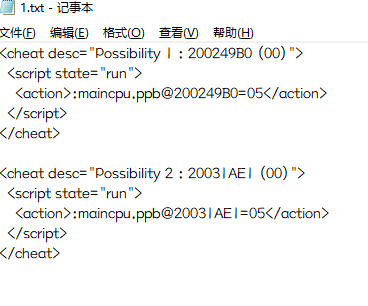 1.txt - 记事本
文件(F) 编辑(E) 格式(O) 查看(V) 帮助(H)
<cheat desc="Possibility 1 : 200249B0 (00)">
<script state="run">
<action>:maincpu.ppb@200249B0=05</action>
</script>
</cheat>
<cheat desc="Possibility 2 : 20031AE1 (00)">
<script state="run">
<action>:maincpu.ppb@20031AE1=05</action>
</script>
</cheat>